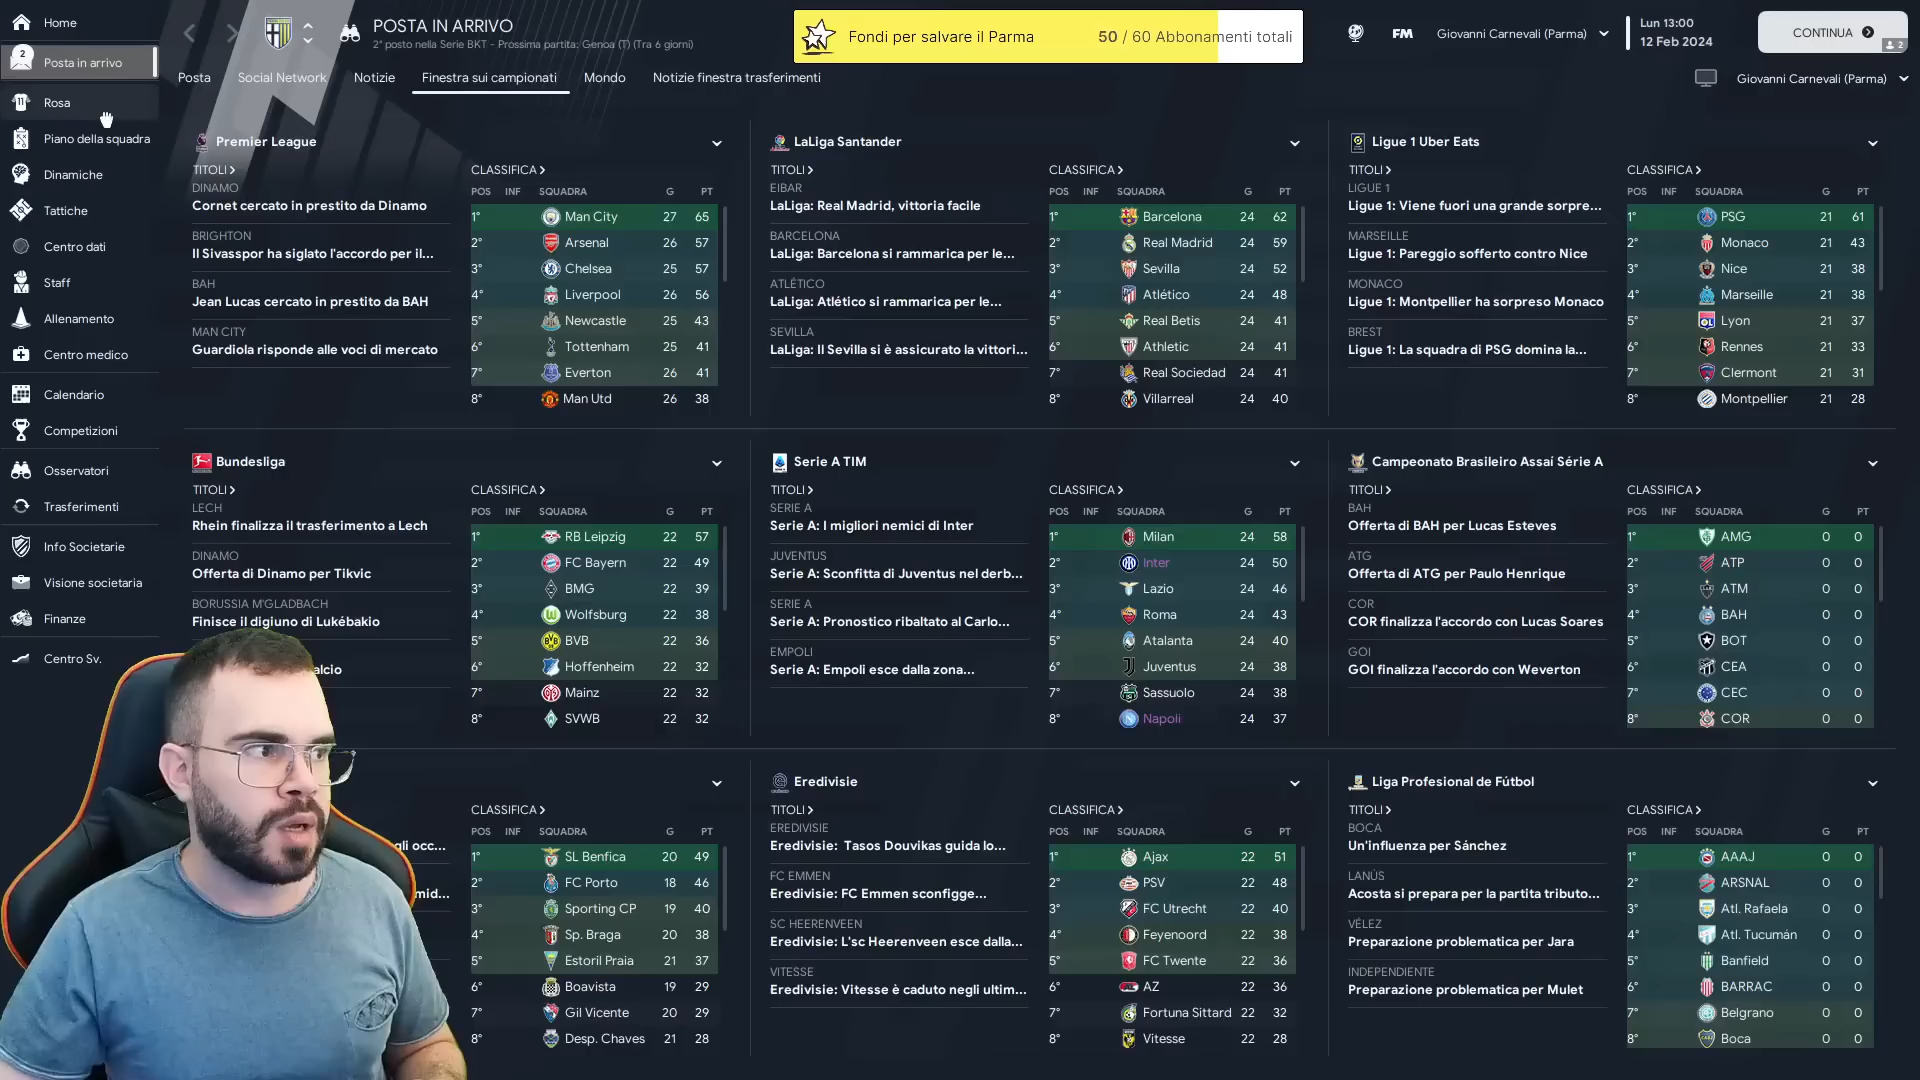 Home
2
Posta in arrivo
Rosa
Piano della squadra
Dinamiche
Tattiche
Centro dati
Staff
Allenamento
Centro medico
Calendario
Competizioni
Osservatori
Trasferimenti
Info Societarie
Visione societaria
Finanze
Centro Sv.
POSTA IN ARRIVO
2° posto nella Serie BKT - Prossima partita: Genoa (T) (Tra 6 giorni)
Fondi per salvare il Parma 50 / 60 Abbonamenti totali
FM
Giovanni Carnevali (Parma)
Lun 13:00
12 Feb 2024
CONTINUA
2
Posta Social Network Notizie Finestra sui campionati Mondo Notizie finestra trasferimenti
Giovanni Carnevali (Parma)
Premier League
TITOLI
DINAMO
Cornet cercato in prestito da Dinamo
BRIGHTON
Il Sivasspor ha siglato l'accordo per il...
BAH
Jean Lucas cercato in prestito da BAH
MAN CITY
Guardiola risponde alle voci di mercato
CLASSIFICA
POS INF SQUADRA G PT
1° Man City 27 65
2° Arsenal 26 57
3° Chelsea 25 57
4° Liverpool 26 56
5° Newcastle 25 43
6° Tottenham 25 41
7° Everton 26 41
8° Man Utd 26 38
LaLiga Santander
TITOLI
EIBAR
LaLiga: Real Madrid, vittoria facile
BARCELONA
LaLiga: Barcelona si rammarica per le...
ATLÉTICO
LaLiga: Atlético si rammarica per le...
SEVILLA
LaLiga: Il Sevilla si è assicurato la vittori...
CLASSIFICA
POS INF SQUADRA G PT
1° Barcelona 24 62
2° Real Madrid 24 59
3° Sevilla 24 52
4° Atlético 24 48
5° Real Betis 24 41
6° Athletic 24 41
7° Real Sociedad 24 41
8° Villarreal 24 40
Ligue 1 Uber Eats
TITOLI
LIGUE 1
Ligue 1: Viene fuori una grande sorpre...
MARSEILLE
Ligue 1: Pareggio sofferto contro Nice
MONACO
Ligue 1: Montpellier ha sorpreso Monaco
BREST
Ligue 1: La squadra di PSG domina la...
CLASSIFICA
POS INF SQUADRA G PT
1° PSG 21 61
2° Monaco 21 43
3° Nice 21 38
4° Marseille 21 38
5° Lyon 21 37
6° Rennes 21 33
7° Clermont 21 31
8° Montpellier 21 28
Bundesliga
TITOLI
LECH
Rhein finalizza il trasferimento a Lech
DINAMO
Offerta di Dinamo per Tikvic
BORUSSIA M'GLADBACH
Finisce il digiuno di Lukébakio
alcio
CLASSIFICA
POS INF SQUADRA G PT
1° RB Leipzig 22 57
2° FC Bayern 22 49
3° BMG 22 39
4° Wolfsburg 22 38
5° BVB 22 36
6° Hoffenheim 22 32
7° Mainz 22 32
8° SVWB 22 32
Serie A TIM
TITOLI
SERIE A
Serie A: I migliori nemici di Inter
JUVENTUS
Serie A: Sconfitta di Juventus nel derb...
SERIE A
Serie A: Pronostico ribaltato al Carlo...
EMPOLI
Serie A: Empoli esce dalla zona...
CLASSIFICA
POS INF SQUADRA G PT
1° Milan 24 58
2° Inter 24 50
3° Lazio 24 46
4° Roma 24 43
5° Atalanta 24 40
6° Juventus 24 38
7° Sassuolo 24 38
8° Napoli 24 37
Campeonato Brasileiro Assaí Série A
TITOLI
BAH
Offerta di BAH per Lucas Esteves
ATG
Offerta di ATG per Paulo Henrique
COR
COR finalizza l'accordo con Lucas Soares
GOI
GOI finalizza l'accordo con Weverton
CLASSIFICA
POS INF SQUADRA G PT
1° AMG 0 0
2° ATP 0 0
3° ATM 0 0
4° BAH 0 0
5° BOT 0 0
6° CEA 0 0
7° CEC 0 0
8° COR 0 0
gli occ...
mid...
CLASSIFICA
POS INF SQUADRA G PT
1° SL Benfica 20 49
2° FC Porto 18 46
3° Sporting CP 19 40
4° Sp. Braga 20 38
5° Estoril Praia 21 37
6° Boavista 19 29
7° Gil Vicente 20 29
8° Desp. Chaves 21 28
Eredivisie
TITOLI
EREDIVISIE
Eredivisie: Tasos Douvikas guida lo...
FC EMMEN
Eredivisie: FC Emmen sconfigge...
SC HEERENVEEN
Eredivisie: L'sc Heerenveen esce dalla...
VITESSE
Eredivisie: Vitesse è caduto negli ultim...
CLASSIFICA
POS INF SQUADRA G PT
1° Ajax 22 51
2° PSV 22 48
3° FC Utrecht 22 40
4° Feyenoord 22 38
5° FC Twente 22 36
6° AZ 22 36
7° Fortuna Sittard 22 32
8° Vitesse 22 28
Liga Profesional de Fútbol
TITOLI
BOCA
Un'influenza per Sánchez
LANÚS
Acosta si prepara per la partita tributo...
VÉLEZ
Preparazione problematica per Jara
INDEPENDIENTE
Preparazione problematica per Mulet
CLASSIFICA
POS INF SQUADRA G PT
1° AAAJ 0 0
2° ARSNAL 0 0
3° Atl. Rafaela 0 0
4° Atl. Tucumán 0 0
5° Banfield 0 0
6° BARRAC 0 0
7° Belgrano 0 0
8° Boca 0 0